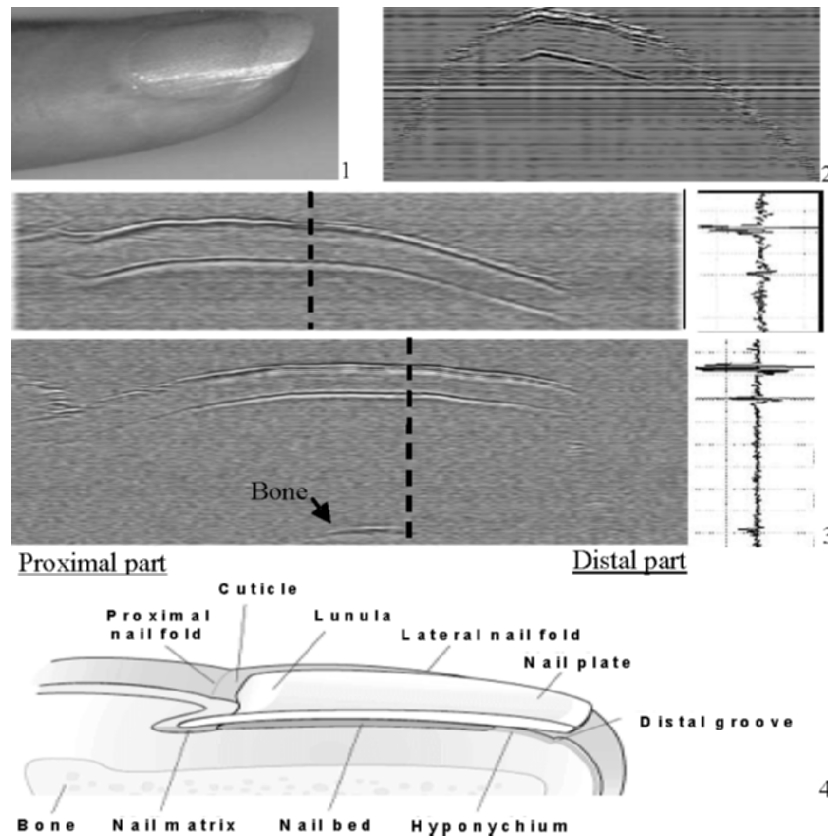 1
2
Bone
3
Proximal part
Distal part
Cuticle
Proximal
nail fold
Lunula
Lateral nail fold
Nail plate
Distal groove
4
Bone
Nail matrix
Nail bed
Hyponychium